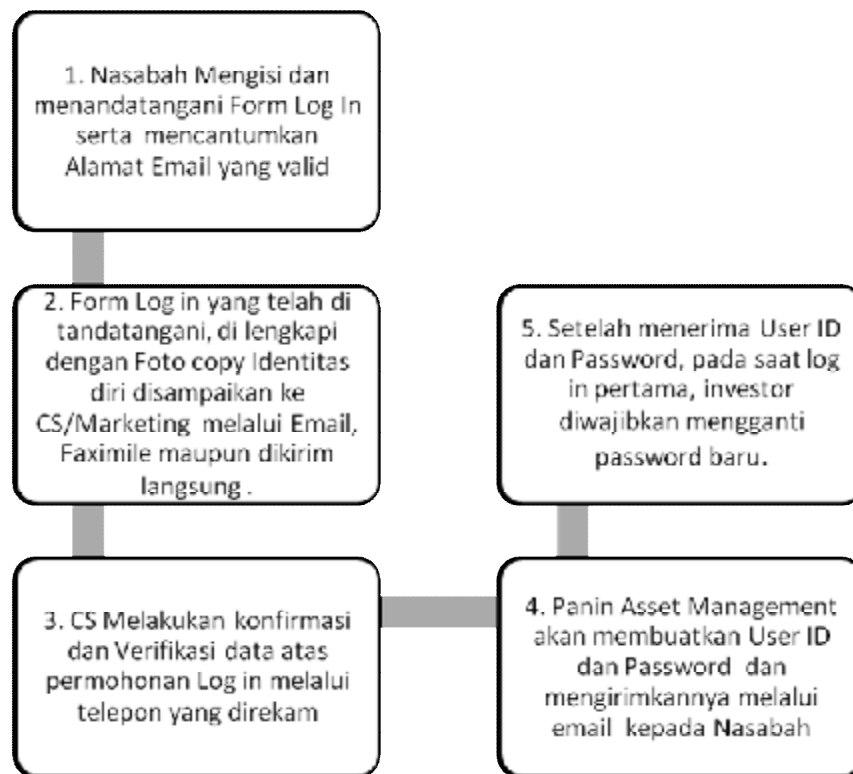 1. Nasabah Mengisi dan
menandatangani Form Log In
serta mencantumkan
Alamat Email yang valid
2. Form Log in yang telah di
tandatangani, di lengkapi
dengan Foto copy Identitas
diri disampaikan ke
CS/Marketing melalui Email,
Faximile maupun dikirim
langsung .
3. CS Melakukan konfirmasi
dan Verifikasi data atas
permohonan Log in melalui
telepon yang direkam
4. Panin Asset Management
akan membuatkan User ID
dan Password dan
mengirimkannya melalui
email kepada Nasabah
5. Setelah menerima User ID
dan Password, pada saat log
in pertama, investor
diwajibkan mengganti
password baru.